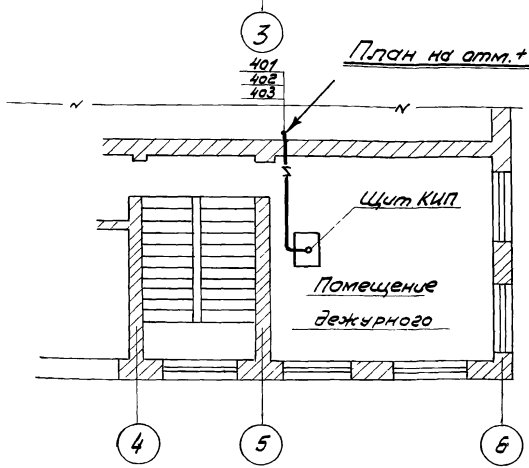 3
План на отм.+
401
402
403
Щит КИП
Помещение
дежурного
4
5
6